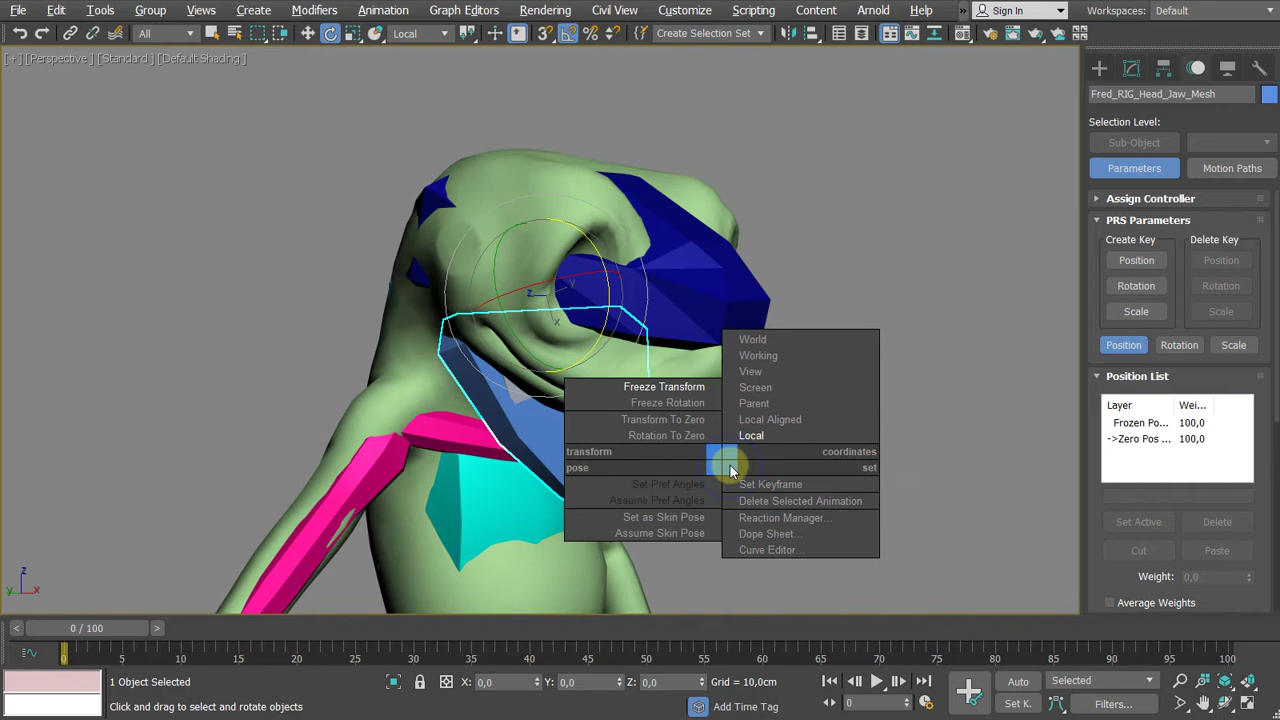 File Edit Tools Group Views Create Modifiers Animation Graph Editors Rendering Civil View Customize Scripting Content Arnold Help » Sign In Workspaces: Default
All Local Create Selection Set
[+] [Perspective] [Standard] [Default Shading]
Fred_RIG_Head_Jaw_Mesh
Selection Level:
Sub-Object
Parameters Motion Paths
Assign Controller
PRS Parameters
Create Key Delete Key
Position Position
Rotation Rotation
Scale Scale
Position Rotation Scale
Position List
Layer Wei...
Frozen Po... 100,0
->Zero Pos ... 100,0
Set Active Delete
Cut Paste
Weight: 0,0
Average Weights
World
Working
View
Screen
Parent
Local Aligned
Local
Freeze Transform
Freeze Rotation
Transform To Zero
Rotation To Zero
transform coordinates
pose set
Set Pref Angles
Assume Pref Angles
Set as Skin Pose
Assume Skin Pose
Set Keyframe
Delete Selected Animation
Reaction Manager...
Dope Sheet...
Curve Editor...
z
y
x
z
y x
< 0 / 100 >
0 5 10 15 20 25 30 35 40 45 50 55 60 65 70 75 80 85 90 95 100
1 Object Selected X: 0,0 Y: 0,0 Z: 0,0 Grid = 10,0cm Auto Selected
Click and drag to select and rotate objects Add Time Tag 0 Set K. Filters...